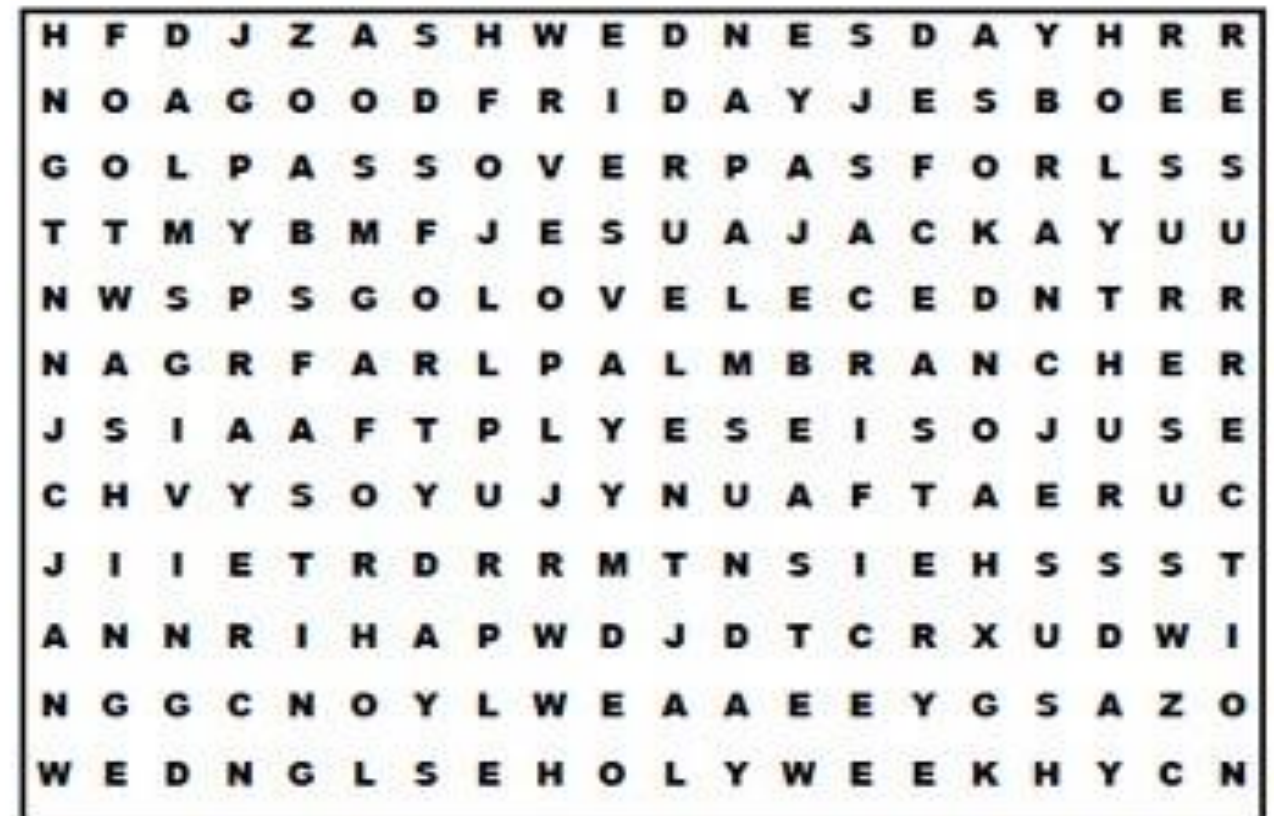 H F D J Z A S H W E D N E S D A Y H R R
N O A G O O D F R I D A Y J E S B O E E
G O L P A S S O V E R P A S F O R L S S
T T M Y B M F J E S U A J A C K A Y U U
N W S P S G O L O V E L E C E D N T R R
N A G R F A R L P A L M B R A N C H E R
J S I A A F T P L Y E S E I S O J U S E
C H V Y S O Y U J Y N U A F T A E R U C
J I I E T R D R R M T N S I E H S S S T
A N N R I H A P W D J D T C R X U D W I
N G G C N O Y L W E A A E E Y G S A Z O
W E D N G L S E H O L Y W E E K H Y C N